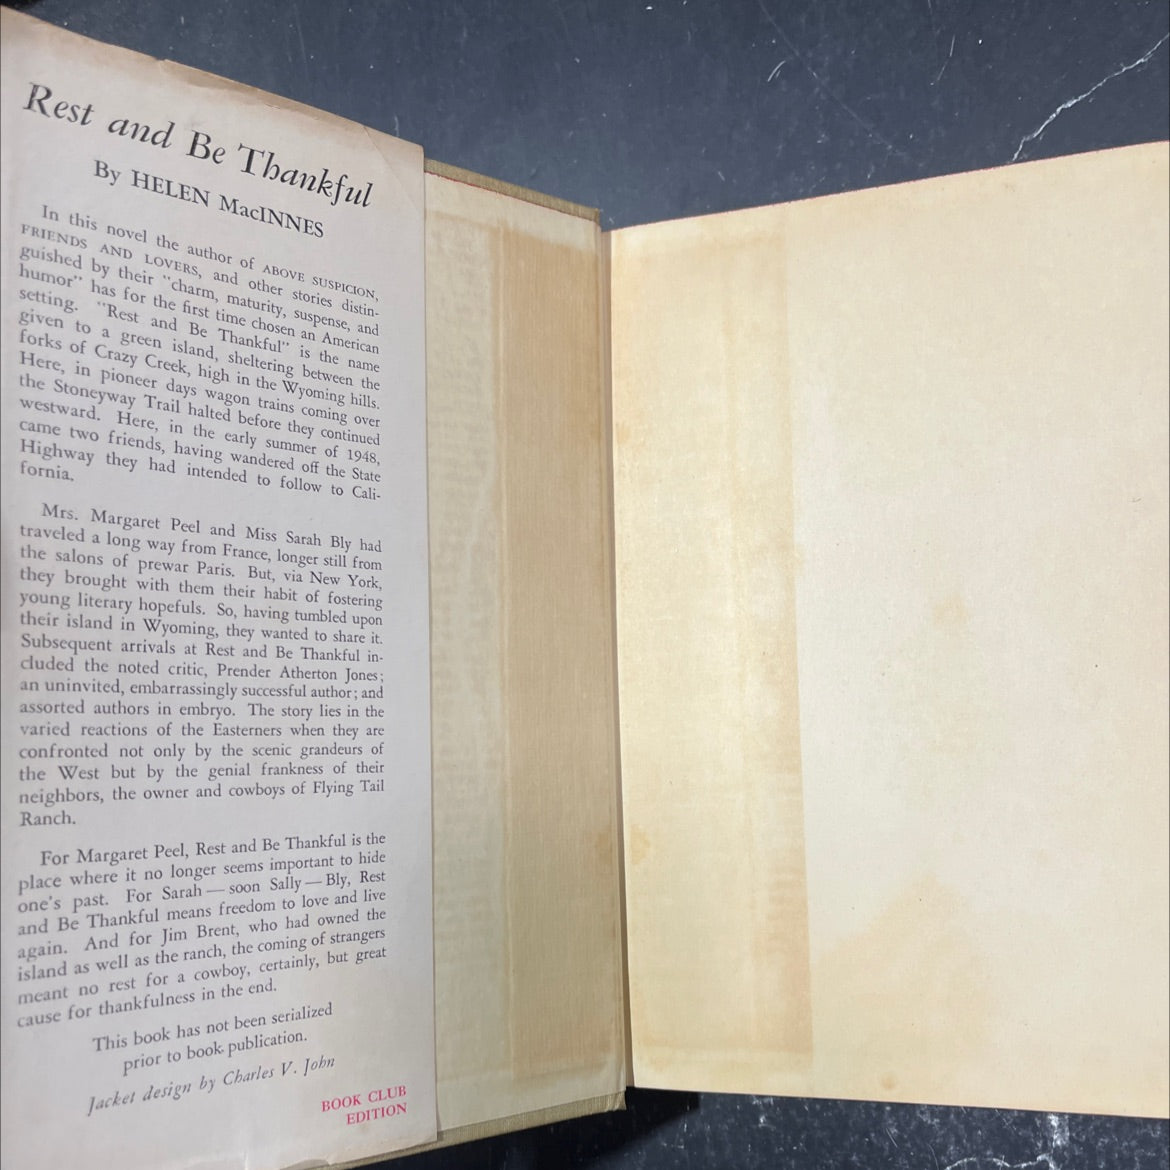 Rest and Be Thankful
By HELEN MacINNES
In this novel the author of ABOVE SUSPICION,
FRIENDS AND LOVERS, and other stories distin-
guished by their "charm, maturity, suspense, and
humor" has for the first time chosen an American
setting. "Rest and Be Thankful" is the name
given to a green island, sheltering between the
forks of Crazy Creek, high in the Wyoming hills.
Here, in pioneer days wagon trains coming over
the Stoneyway Trail halted before they continued
westward. Here, in the early summer of 1948,
came two friends, having wandered off the State
Highway they had intended to follow to Cali-
fornia,
Mrs. Margaret Peel and Miss Sarah Bly had
traveled a long way from France, longer still from
the salons of prewar Paris. But, via New York,
they brought with them their habit of fostering
young literary hopefuls. So, having tumbled upon
their island in Wyoming, they wanted to share it.
Subsequent arrivals at Rest and Be Thankful in-
cluded the noted critic, Prender Atherton Jones;
an uninvited, embarrassingly successful author; and
assorted authors in embryo. The story lies in the
varied reactions of the Easterners when they are
confronted not only by the scenic grandeurs of
the West but by the genial frankness of their
neighbors, the owner and cowboys of Flying Tail
Ranch.
For Margaret Peel, Rest and Be Thankful is the
place where it no longer seems important to hide
one's past. For Sarah — soon Sally — Bly, Rest
and Be Thankful means freedom to love and live
again. And for Jim Brent, who had owned the
island as well as the ranch, the coming of strangers
meant no rest for a cowboy, certainly, but great
cause for thankfulness in the end.
This book has not been serialized
prior to book publication.
Jacket design by Charles V. John
BOOK CLUB
EDITION